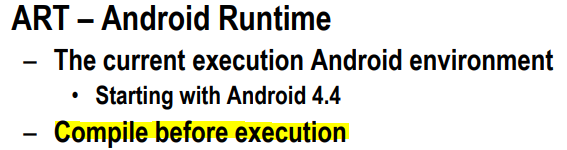 ART – Android Runtime
– The current execution Android environment
• Starting with Android 4.4
– Compile before execution